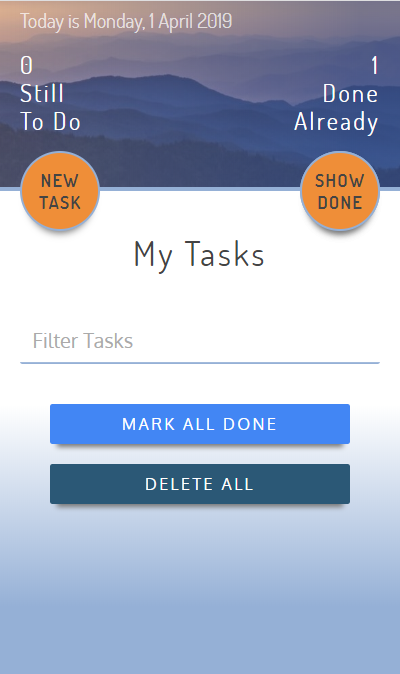 Today is Monday, 1 April 2019
0
Still
To Do
1
Done
Already
NEW
TASK
SHOW
DONE
My Tasks
Filter Tasks
MARK ALL DONE
DELETE ALL